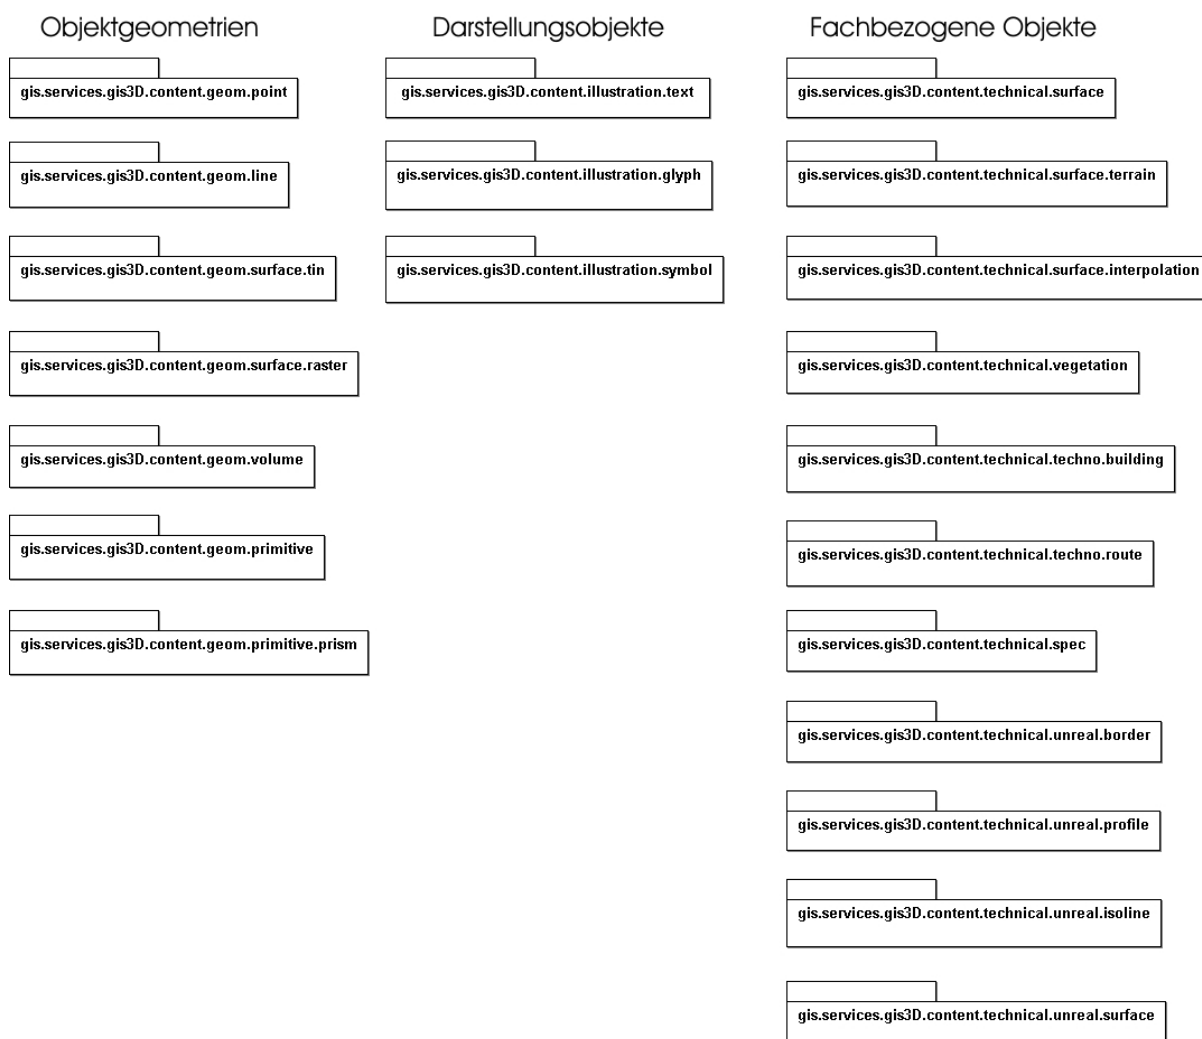 Objektgeometrien
gis.services.gis3D.content.geom.point
gis.services.gis3D.content.geom.line
gis.services.gis3D.content.geom.surface.tin
gis.services.gis3D.content.geom.surface.raster
gis.services.gis3D.content.geom.volume
gis.services.gis3D.content.geom.primitive
gis.services.gis3D.content.geom.primitive.prism
Darstellungsobjekte
gis.services.gis3D.content.illustration.text
gis.services.gis3D.content.illustration.glyph
gis.services.gis3D.content.illustration.symbol
Fachbezogene Objekte
gis.services.gis3D.content.technical.surface
gis.services.gis3D.content.technical.surface.terrain
gis.services.gis3D.content.technical.surface.interpolation
gis.services.gis3D.content.technical.vegetation
gis.services.gis3D.content.technical.techno.building
gis.services.gis3D.content.technical.techno.route
gis.services.gis3D.content.technical.spec
gis.services.gis3D.content.technical.unreal.border
gis.services.gis3D.content.technical.unreal.profile
gis.services.gis3D.content.technical.unreal.isoline
gis.services.gis3D.content.technical.unreal.surface